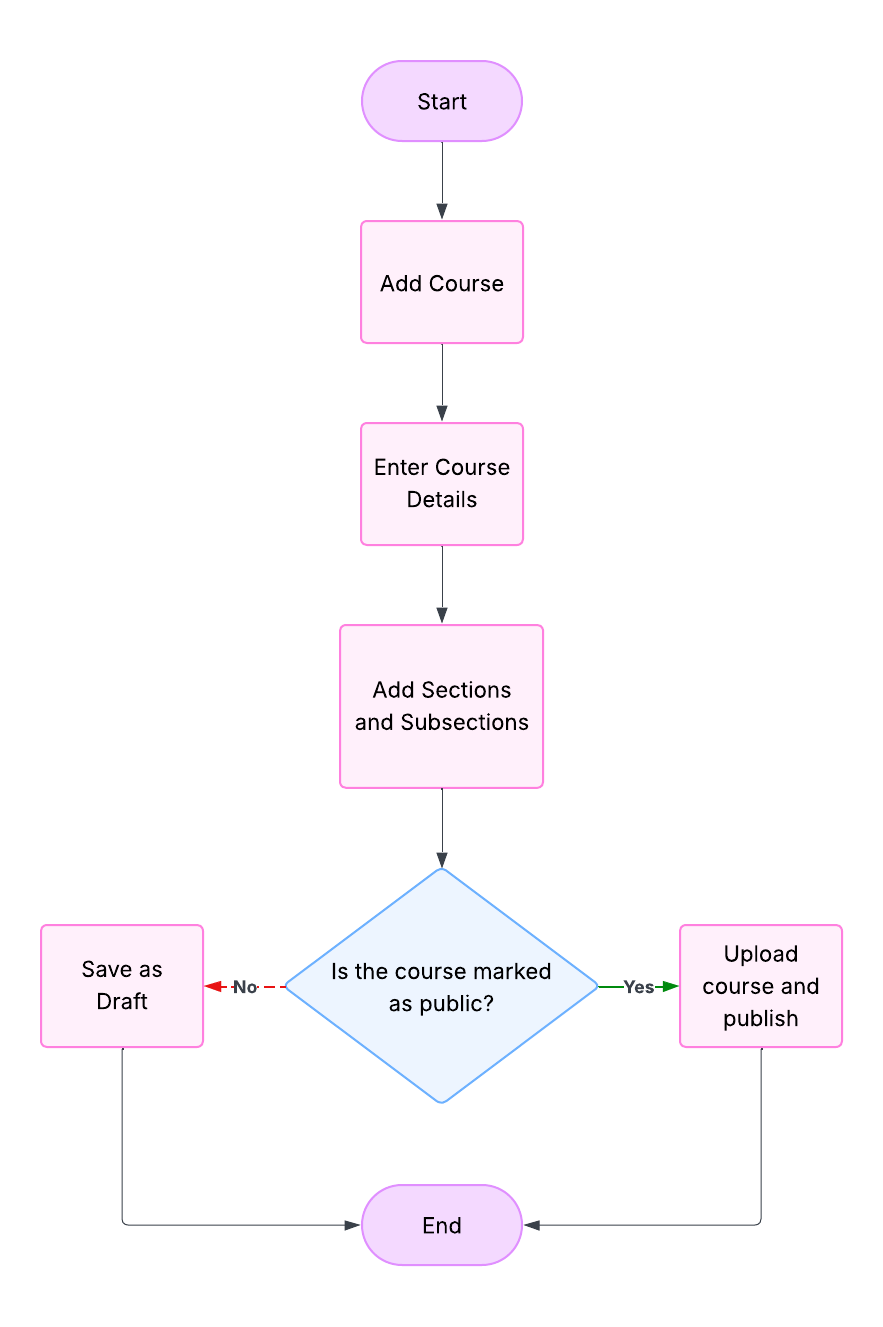 Start
Add Course
Enter Course
Details
Add Sections
and Subsections
Is the course marked
as public?
No
Yes
Save as
Draft
Upload
course and
publish
End